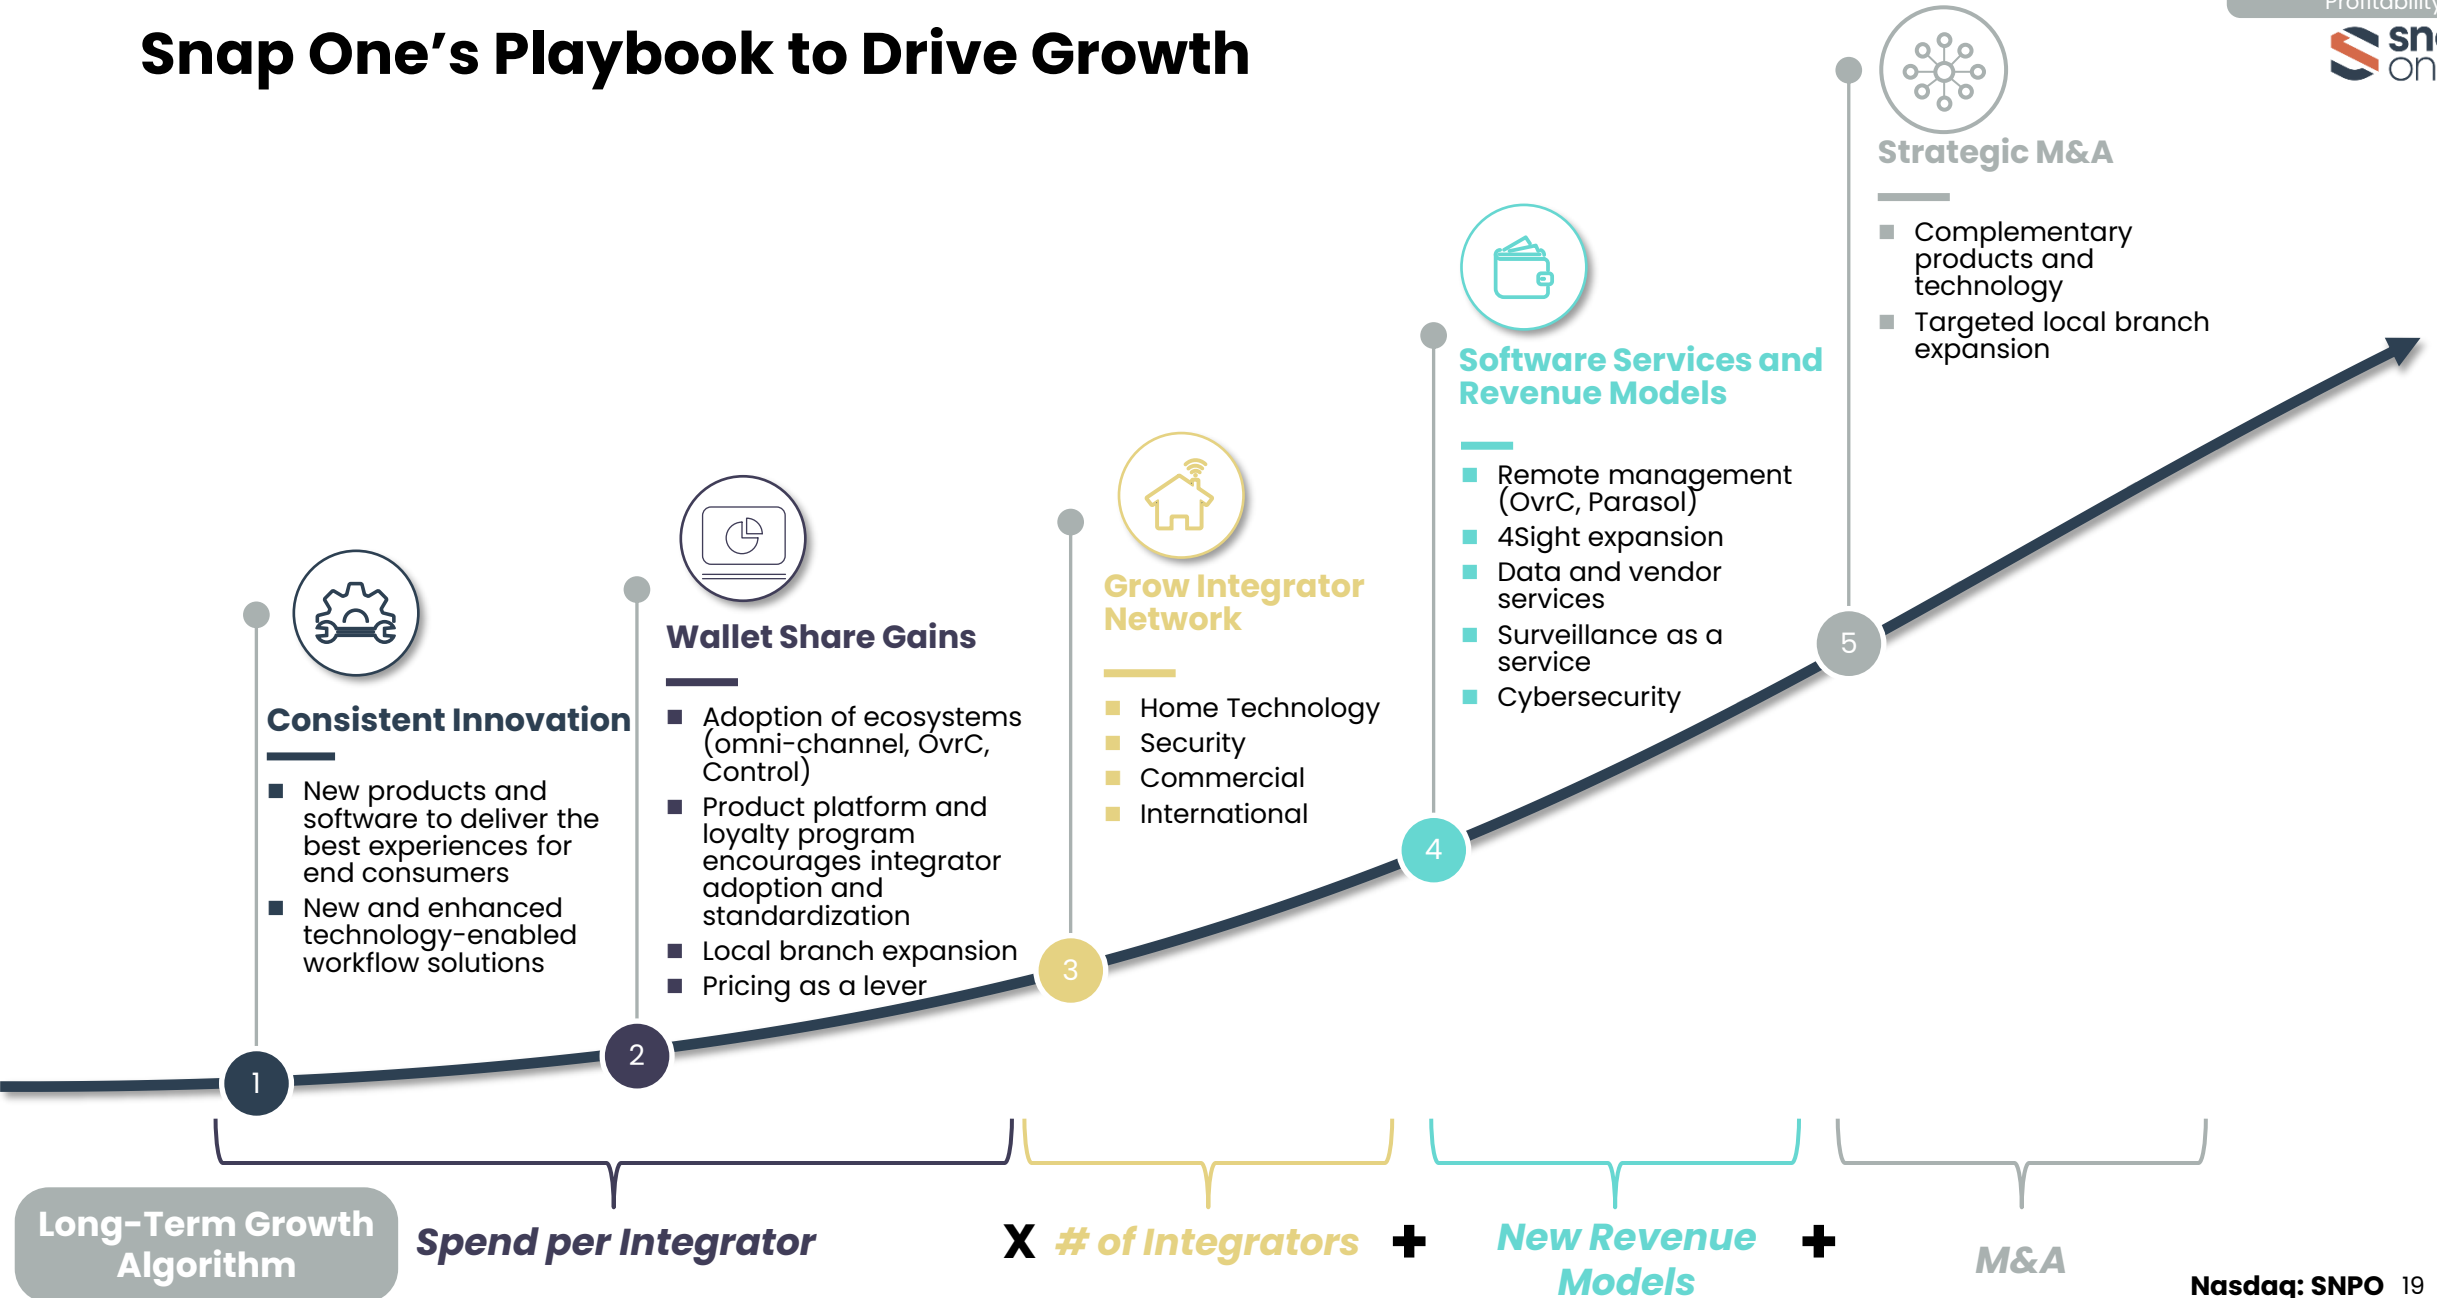 Profitability
Snap One's Playbook to Drive Growth
Strategic M&A
Complementary
products and
technology
Targeted local branch
expansion
Software Services and
Revenue Models
Remote management
(OvrC, Parasol)
4Sight expansion
Data and vendor
services
Surveillance as a
service
Cybersecurity
Grow Integrator
Network
Home Technology
Security
Commercial
International
Wallet Share Gains
Adoption of ecosystems
(omni-channel, OvrC,
Control)
Product platform and
loyalty program
encourages integrator
adoption and
standardization
Local branch expansion
Pricing as a lever
Consistent Innovation
New products and
software to deliver the
best experiences for
end consumers
New and enhanced
technology-enabled
workflow solutions
1
2
3
4
5
Long-Term Growth
Algorithm
Spend per Integrator
X
# of Integrators
+
New Revenue
Models
+
M&A
Nasdaq: SNPO 19